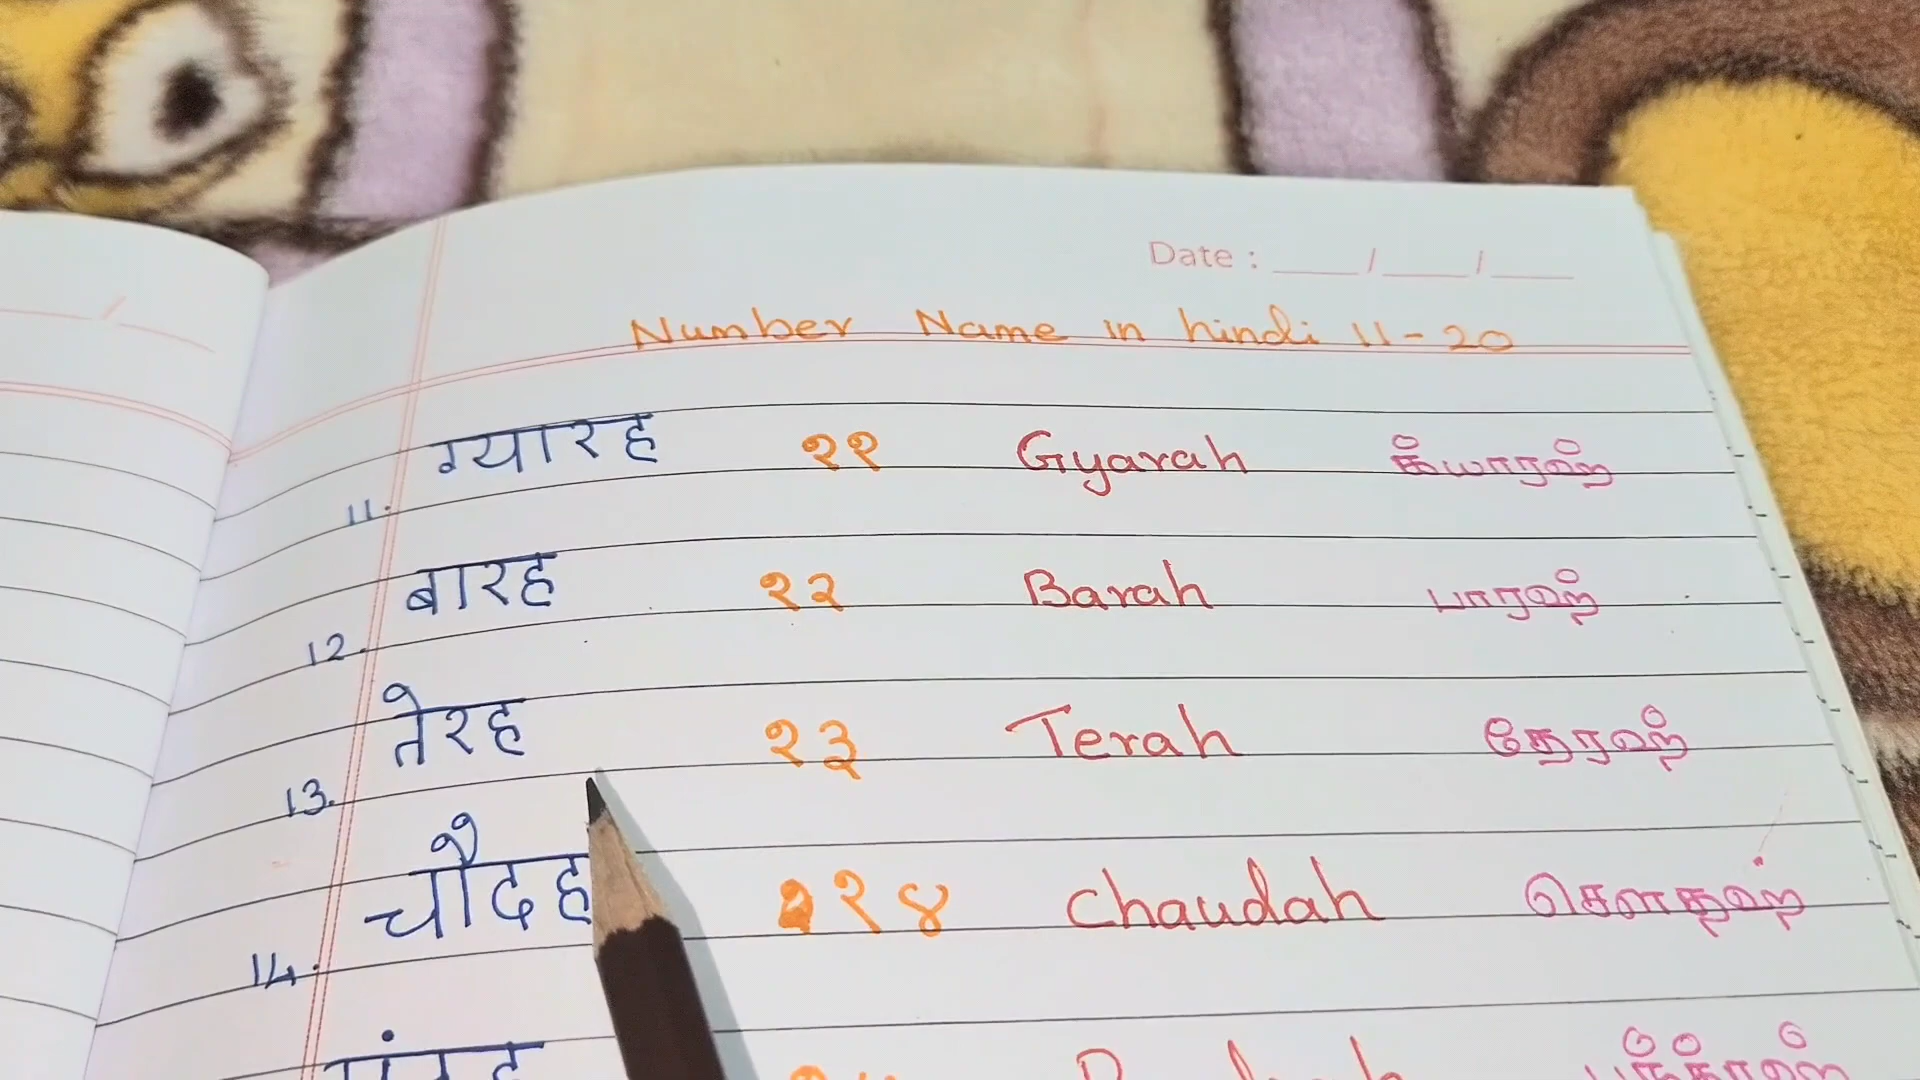 Date : ___/___/___
Number Name in hindi 11-20
11. ग्यारह ११ Gyarah க்யாரஹ்
12. बारह १२ Barah பாரஹ்
13. तेरह १३ Terah தேரஹ்
14. चौदह १४ Chaudah சௌதஹ்